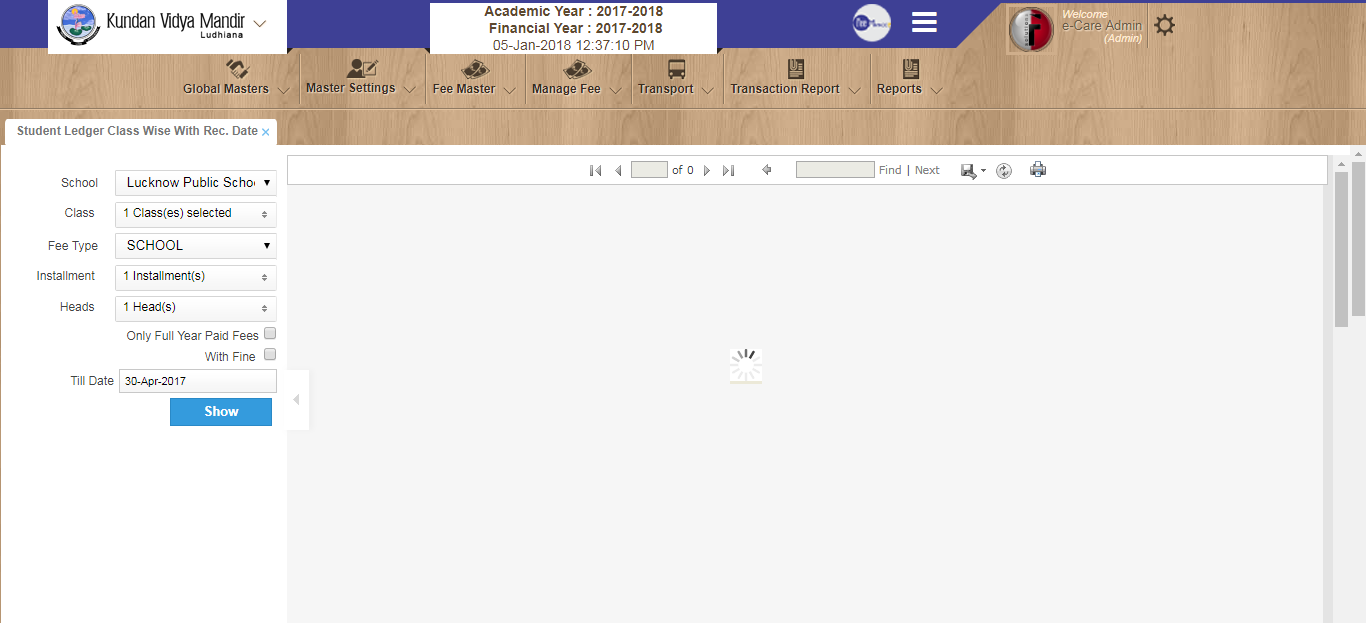 Kundan Vidya Mandir
Ludhiana
Academic Year : 2017-2018
Financial Year : 2017-2018
05-Jan-2018 12:37:10 PM
Welcome
e-Care Admin
(Admin)
Global Masters
Master Settings
Fee Master
Manage Fee
Transport
Transaction Report
Reports
Student Ledger Class Wise With Rec. Date ×
of 0
Find | Next
School Lucknow Public Schoo
Class 1 Class(es) selected
Fee Type SCHOOL
Installment 1 Installment(s)
Heads 1 Head(s)
Only Full Year Paid Fees
With Fine
Till Date 30-Apr-2017
Show